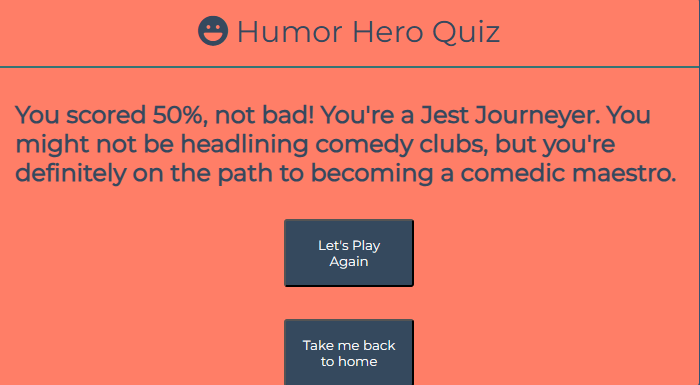 Humor Hero Quiz
You scored 50%, not bad! You're a Jest Journeyer. You
might not be headlining comedy clubs, but you're
definitely on the path to becoming a comedic maestro.
Let's Play
Again
Take me back
to home